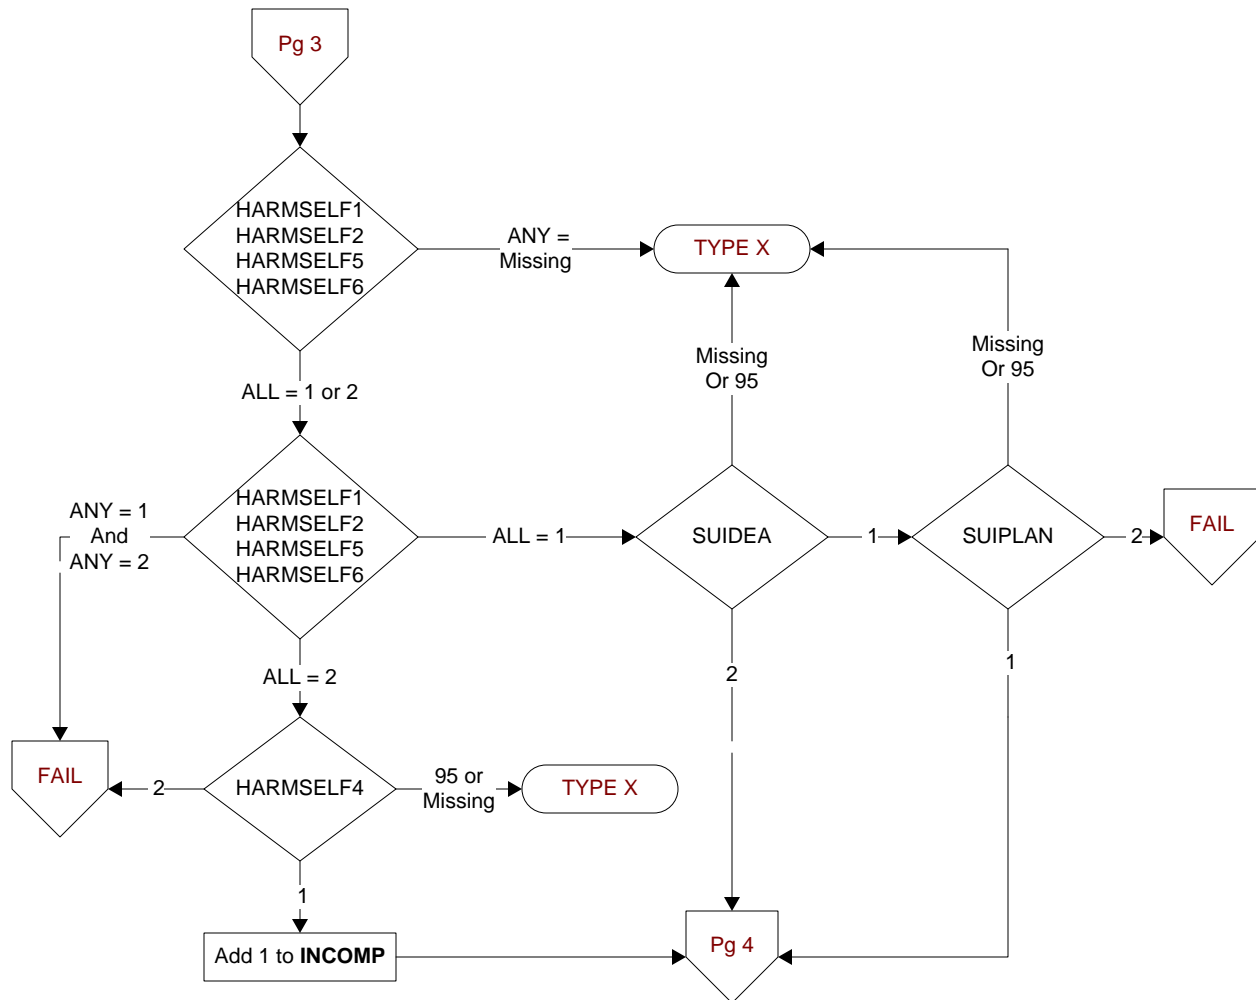 Pg 3
HARMSELF1
HARMSELF2
HARMSELF5
HARMSELF6
ANY =
Missing
TYPE X
Missing
Or 95
Missing
Or 95
ALL = 1 or 2
ANY = 1
And
ANY = 2
HARMSELF1
HARMSELF2
HARMSELF5
HARMSELF6
ALL = 1
SUIDEA
1
SUIPLAN
2
FAIL
ALL = 2
2
1
FAIL
2
HARMSELF4
95 or
Missing
TYPE X
1
Add 1 to INCOMP
Pg 4